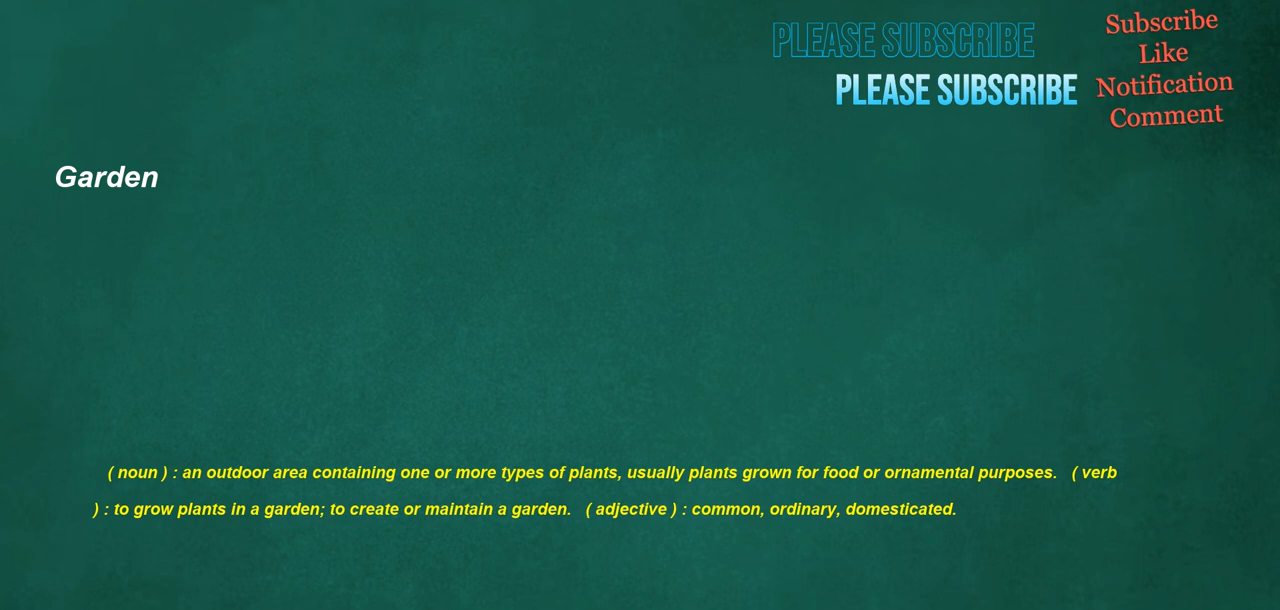 PLEASE SUBSCRIBE
PLEASE SUBSCRIBE
Subscribe
Like
Notification
Comment
Garden
( noun ) : an outdoor area containing one or more types of plants, usually plants grown for food or ornamental purposes. ( verb
) : to grow plants in a garden; to create or maintain a garden. ( adjective ) : common, ordinary, domesticated.